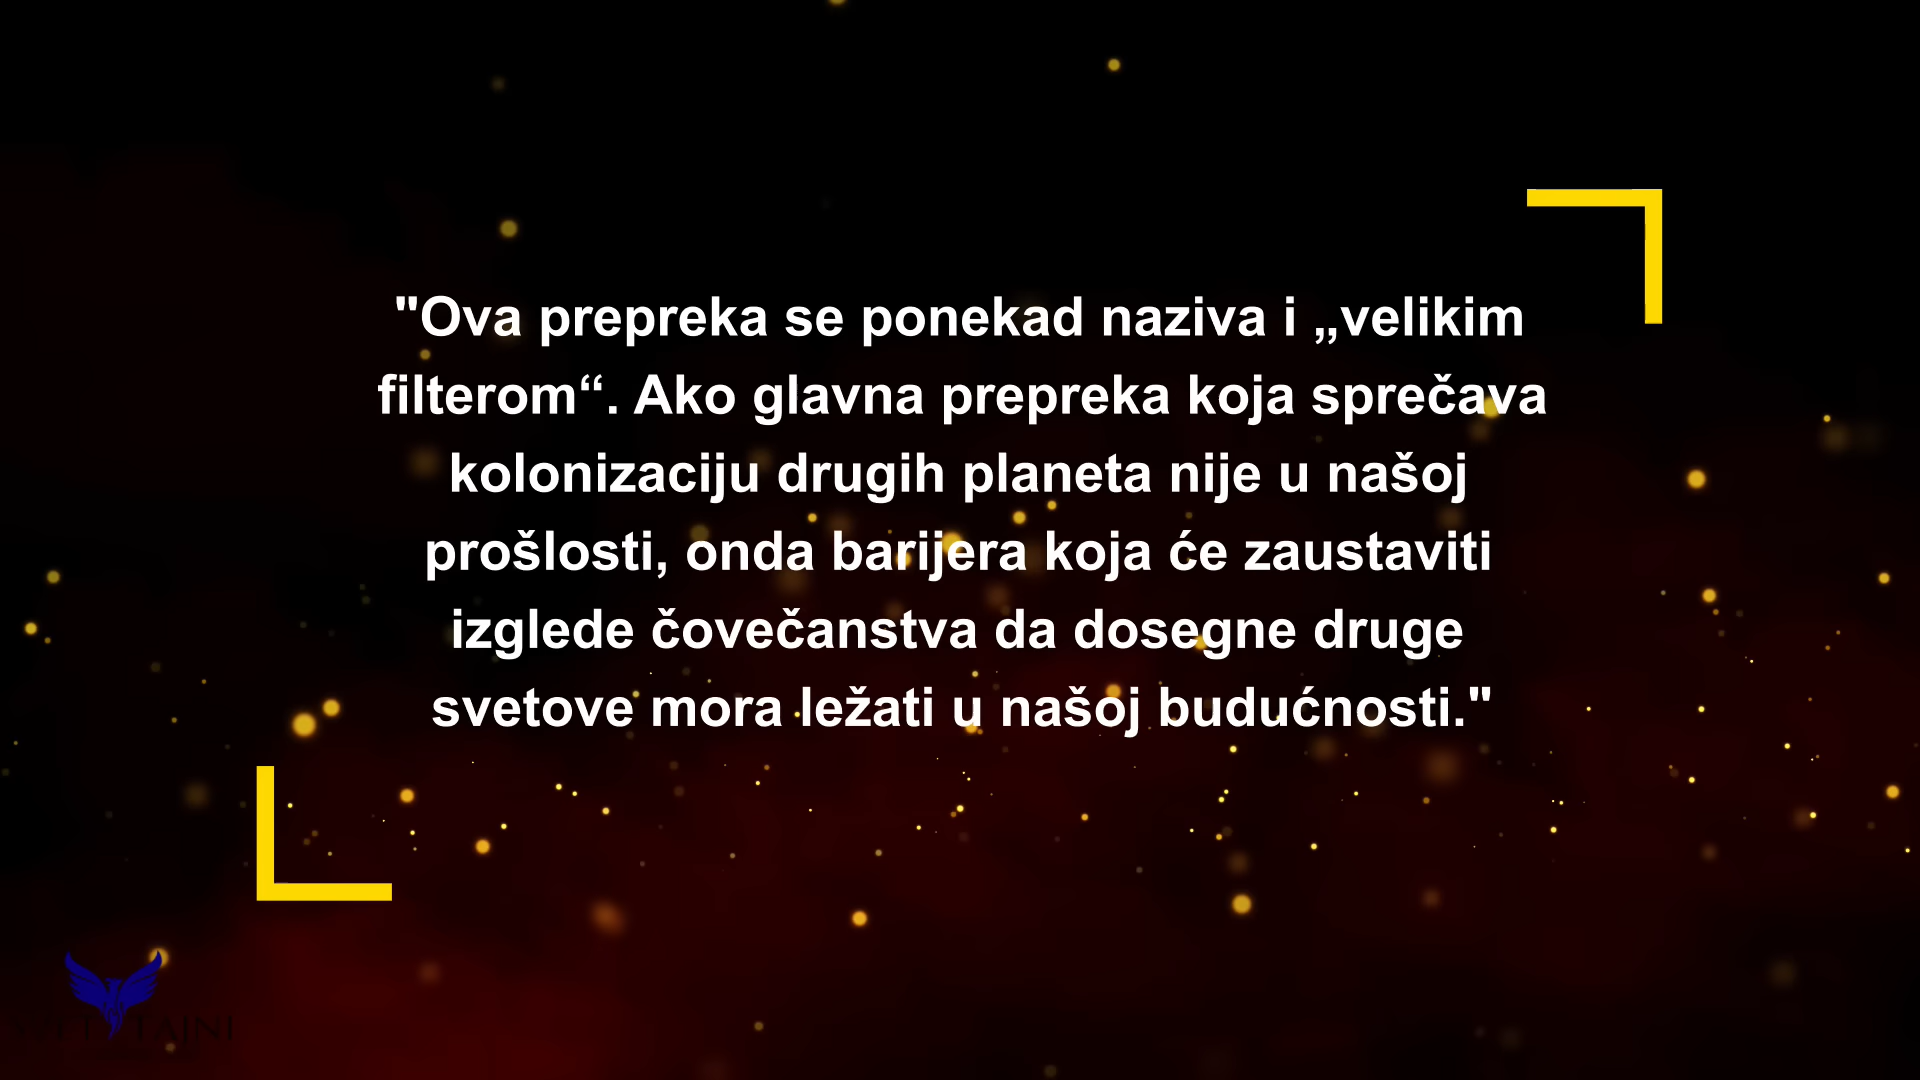 "Ova prepreka se ponekad naziva i „velikim
filterom“. Ako glavna prepreka koja sprečava
kolonizaciju drugih planeta nije u našoj
prošlosti, onda barijera koja će zaustaviti
izglede čovečanstva da dosegne druge
svetove mora ležati u našoj budućnosti."
TAJNI